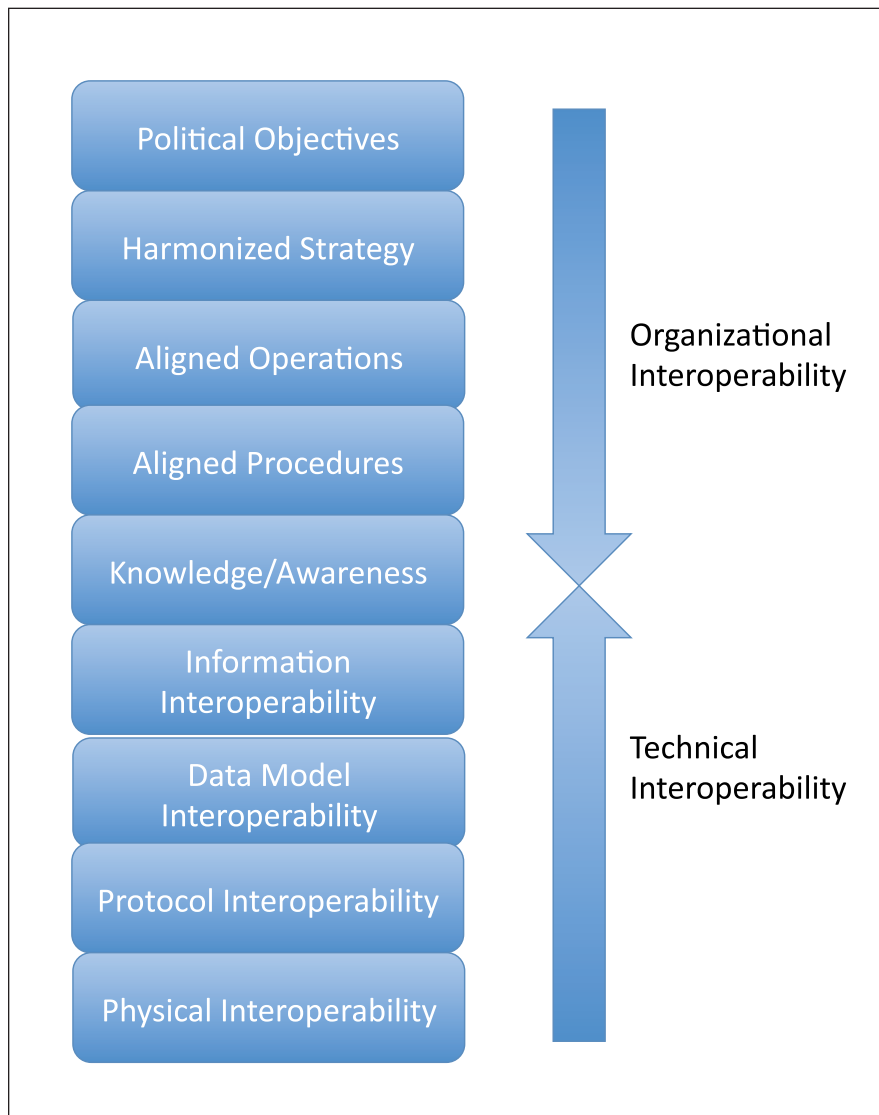 Political Objectives
Harmonized Strategy
Aligned Operations
Aligned Procedures
Knowledge/Awareness
Information
Interoperability
Data Model
Interoperability
Protocol Interoperability
Physical Interoperability
Organizational
Interoperability
Technical
Interoperability